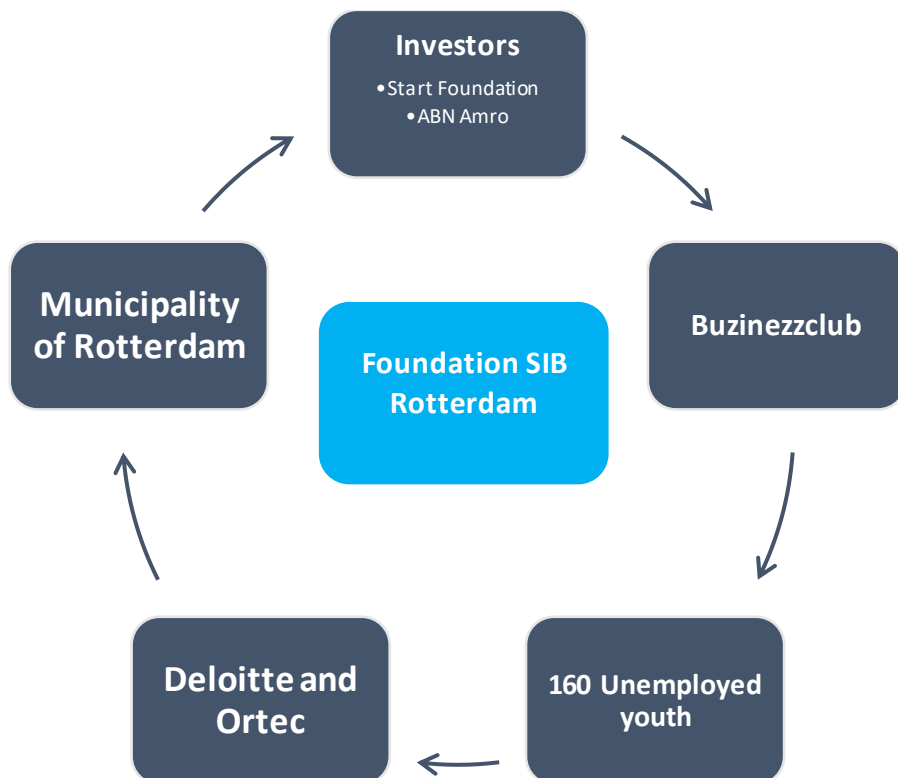 Investors
•Start Foundation
•ABN Amro
Buzinezzclub
160 Unemployed
youth
Deloitte and
Ortec
Municipality
of Rotterdam
Foundation SIB
Rotterdam